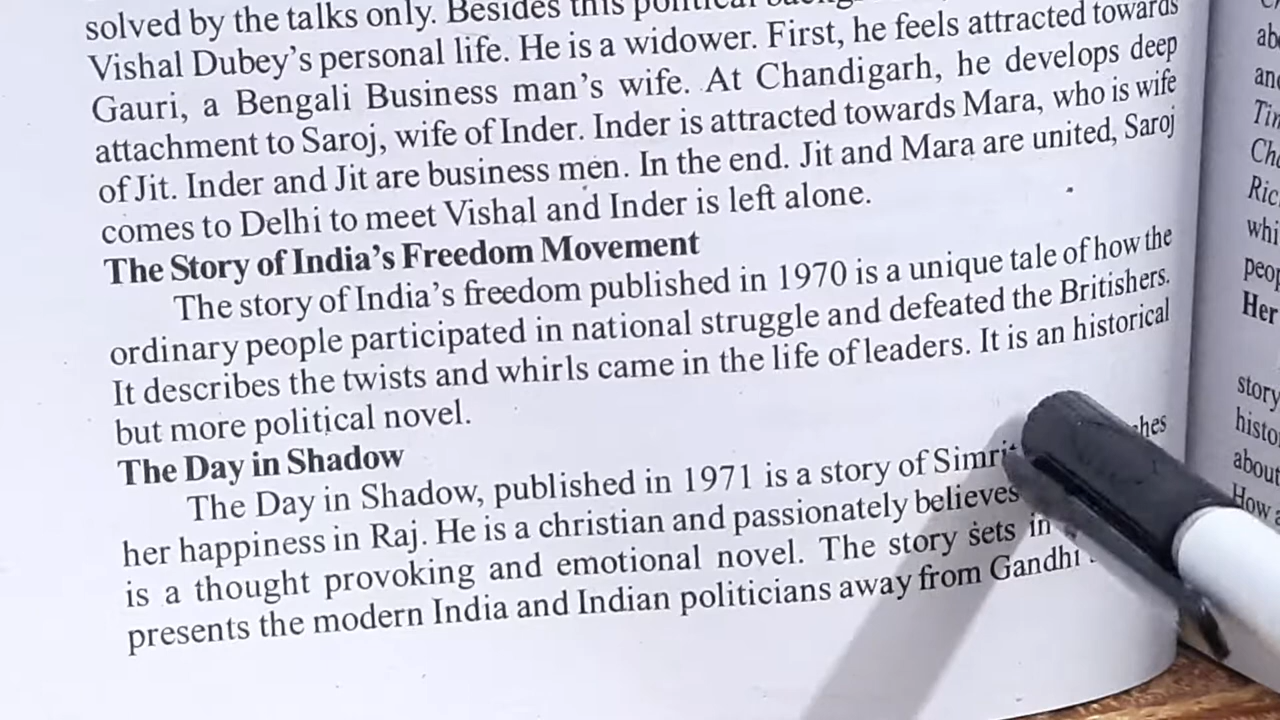 solved by the talks only. Besides this political
Vishal Dubey's personal life. He is a widower. First, he feels attracted towards
Gauri, a Bengali Business man's wife. At Chandigarh, he develops deep
attachment to Saroj, wife of Inder. Inder is attracted towards Mara, who is wife
of Jit. Inder and Jit are business men. In the end. Jit and Mara are united, Saroj
comes to Delhi to meet Vishal and Inder is left alone.
The Story of India's Freedom Movement
The story of India's freedom published in 1970 is a unique tale of how the
ordinary people participated in national struggle and defeated the Britishers.
It describes the twists and whirls came in the life of leaders. It is an historical
but more political novel.
The Day in Shadow
The Day in Shadow, published in 1971 is a story of
her happiness in Raj. He is a christian and passionately believes
is a thought provoking and emotional novel. The story sets in
presents the modern India and Indian politicians away from Gandhi
Her
story
about
How